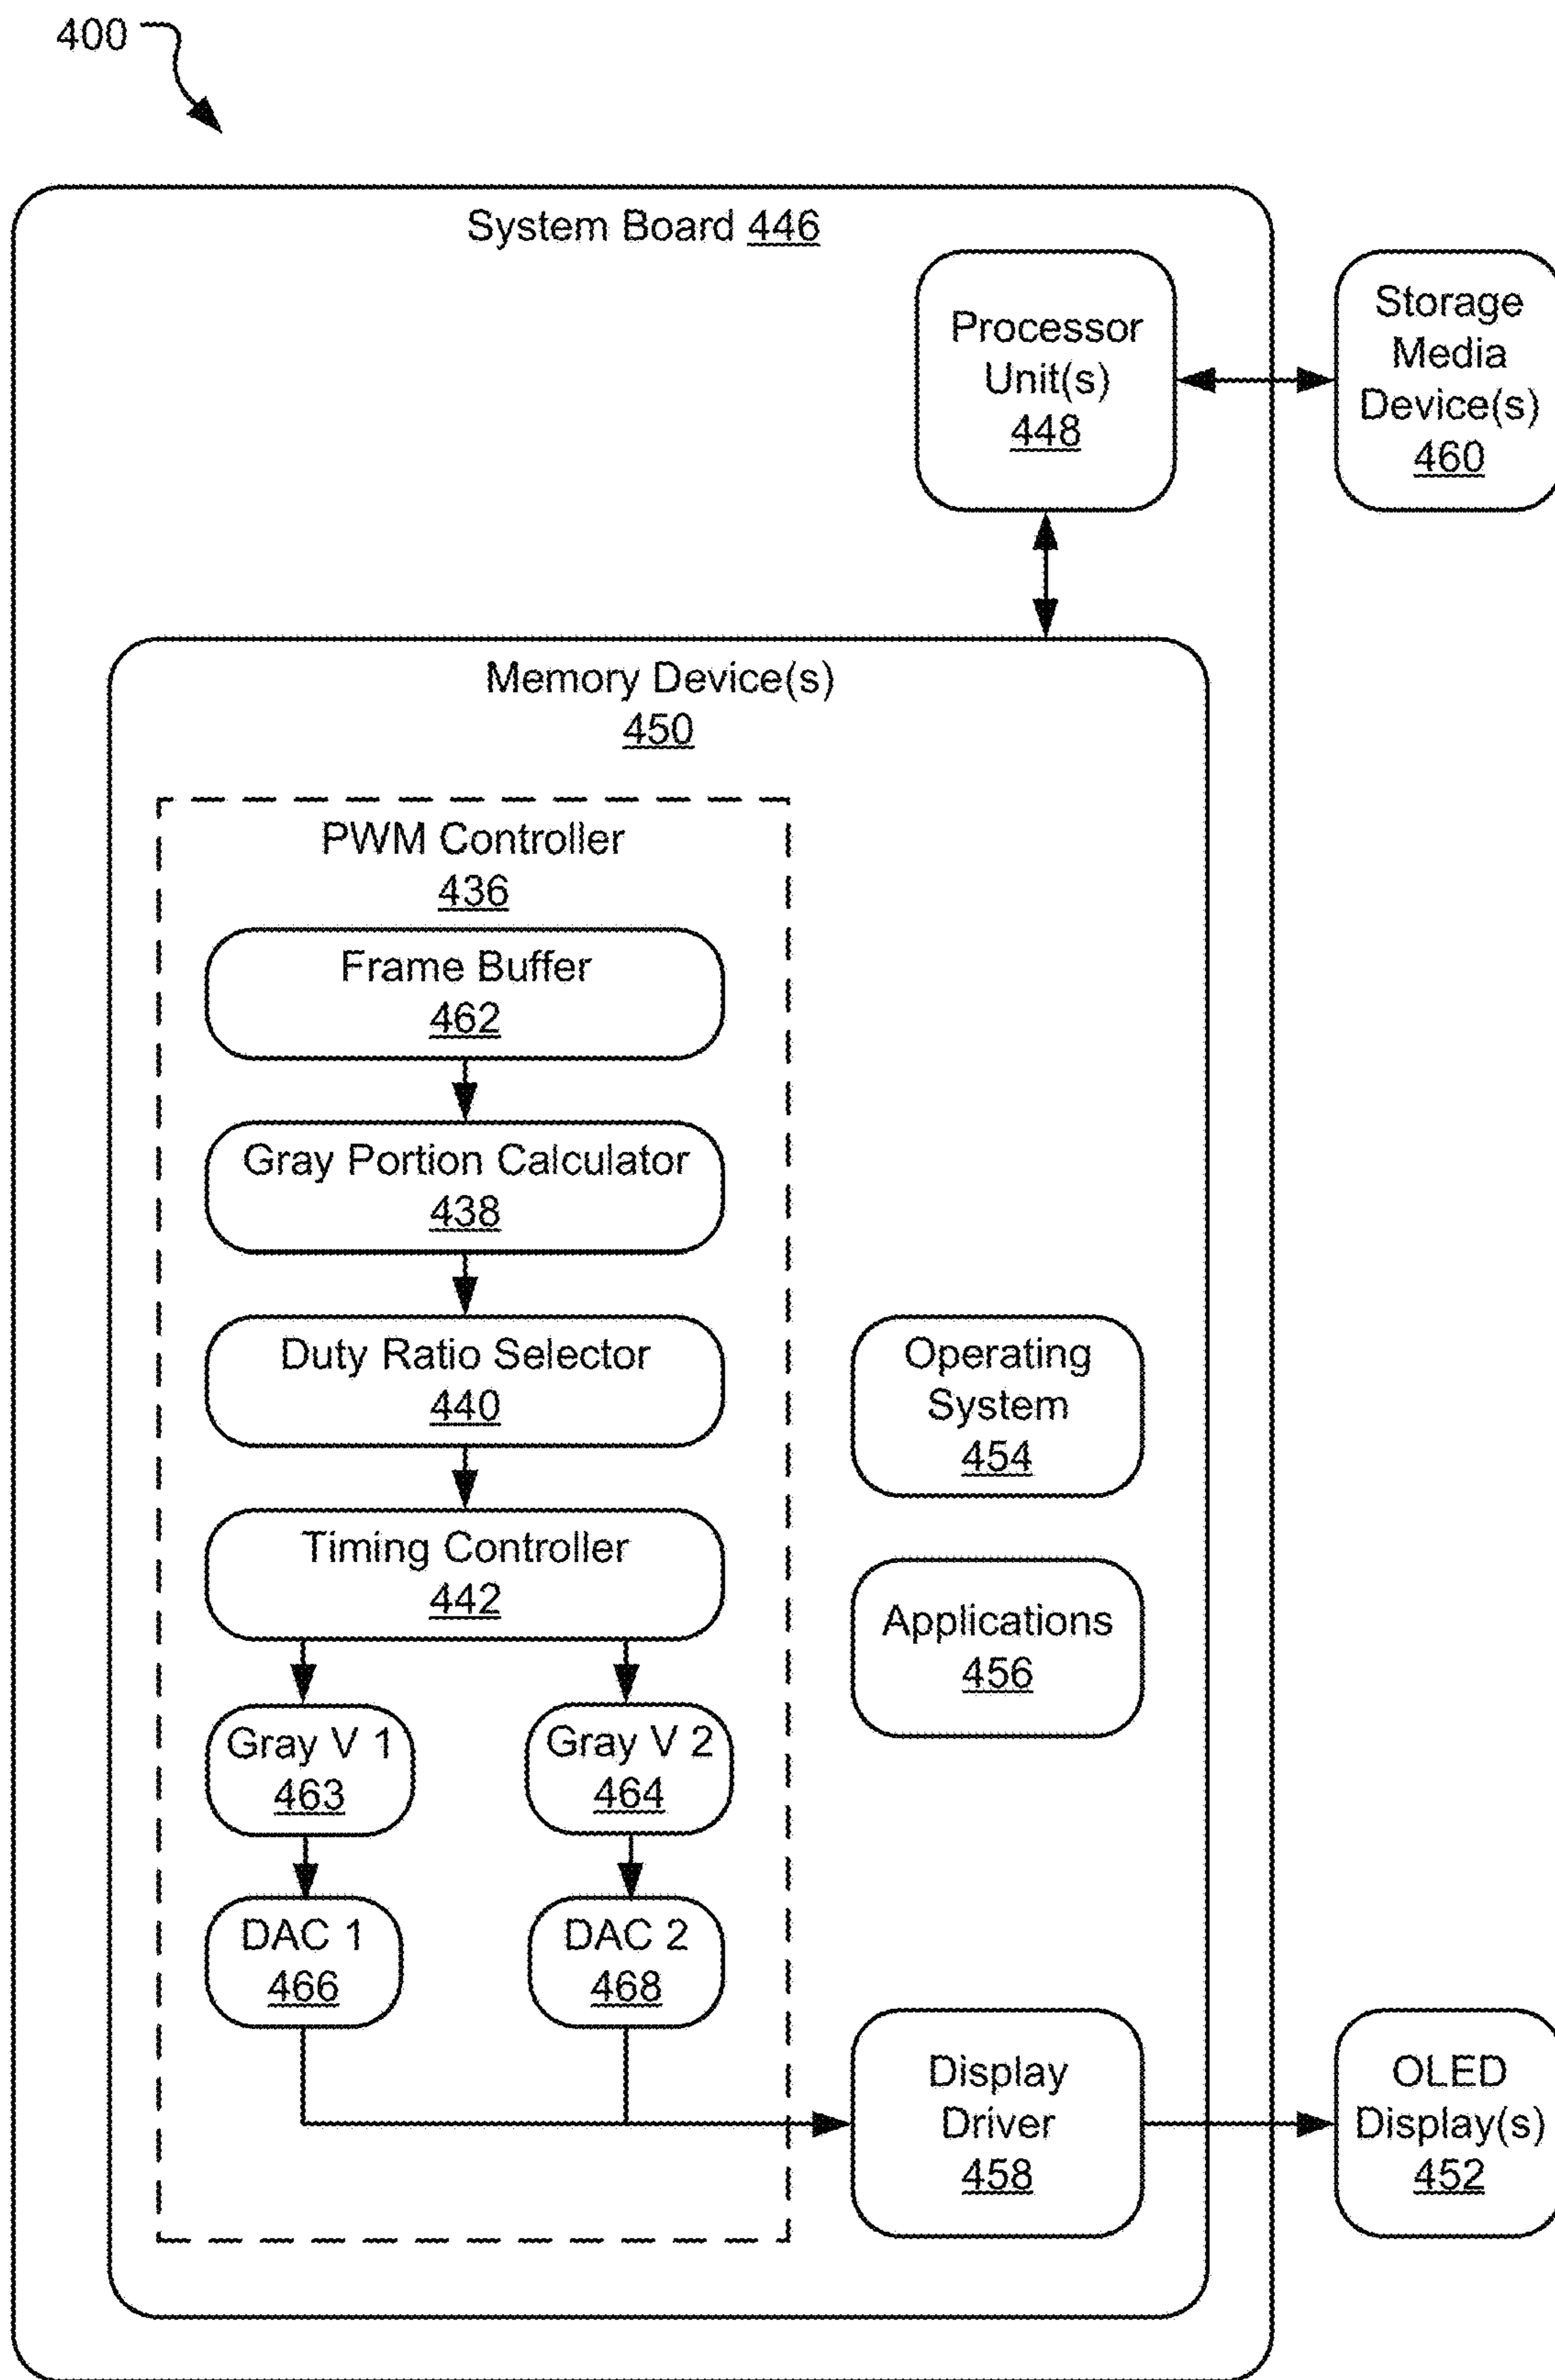 400
System Board 446
Processor
Unit(s)
448
Storage
Media
Device(s)
460
Memory Device(s)
450
PWM Controller
436
Frame Buffer
462
Gray Portion Calculator
438
Duty Ratio Selector
440
Timing Controller
442
Gray V 1
463
Gray V 2
464
DAC 1
466
DAC 2
468
Operating
System
454
Applications
456
Display
Driver
458
OLED
Display(s)
452